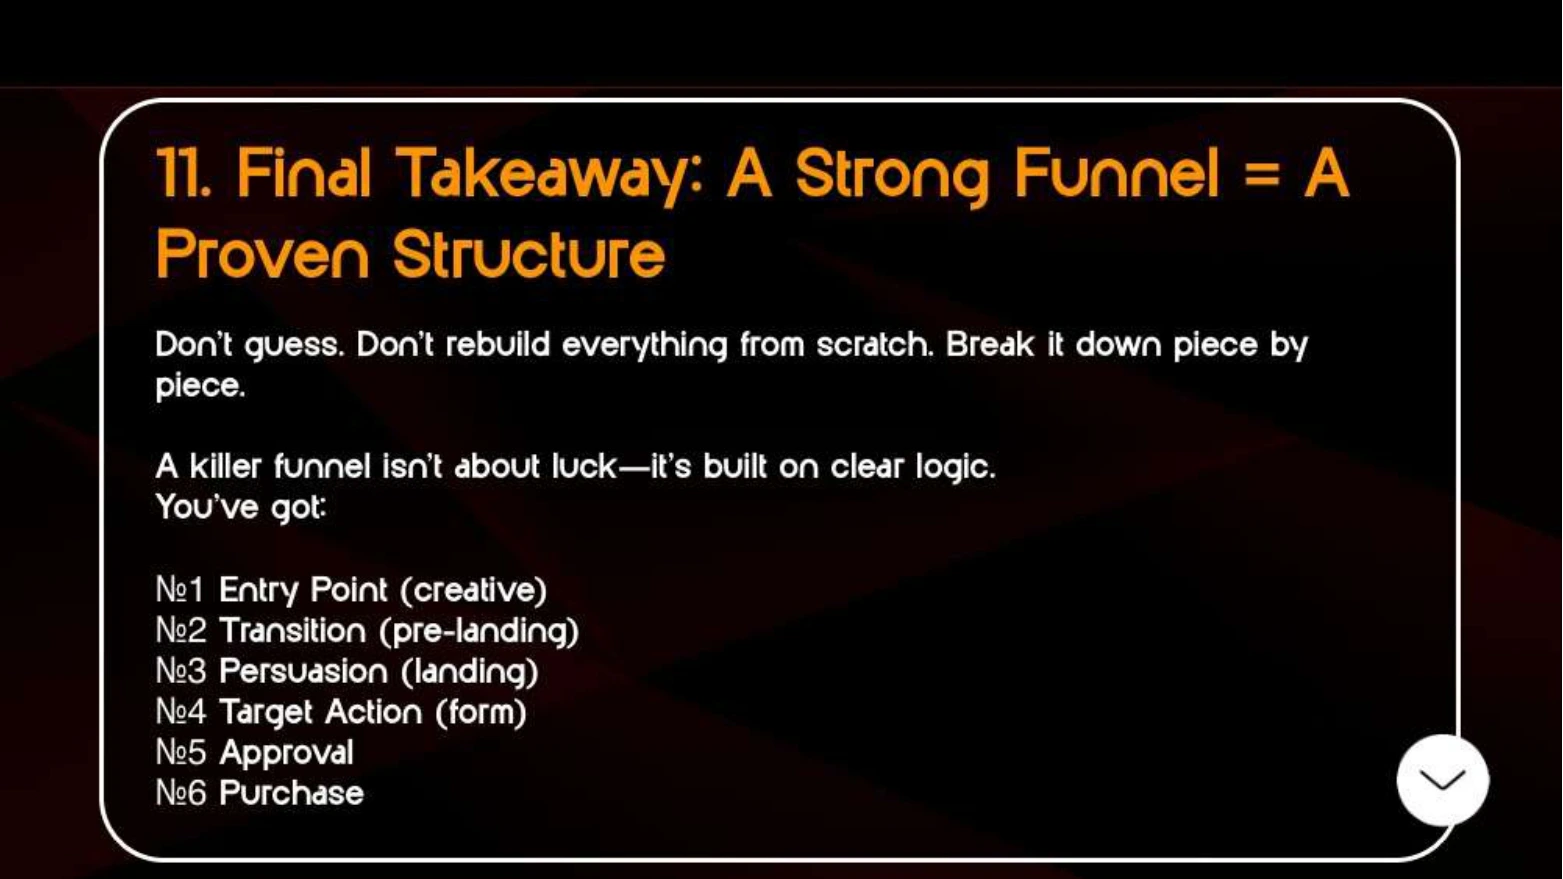 11. Final Takeaway: A Strong Funnel = A
Proven Structure
Don't guess. Don't rebuild everything from scratch. Break it down piece by
piece.
A killer funnel isn't about luck—it's built on clear logic.
You've got:
№1 Entry Point (creative)
№2 Transition (pre-landing)
№3 Persuasion (landing)
№4 Target Action (form)
№5 Approval
№6 Purchase